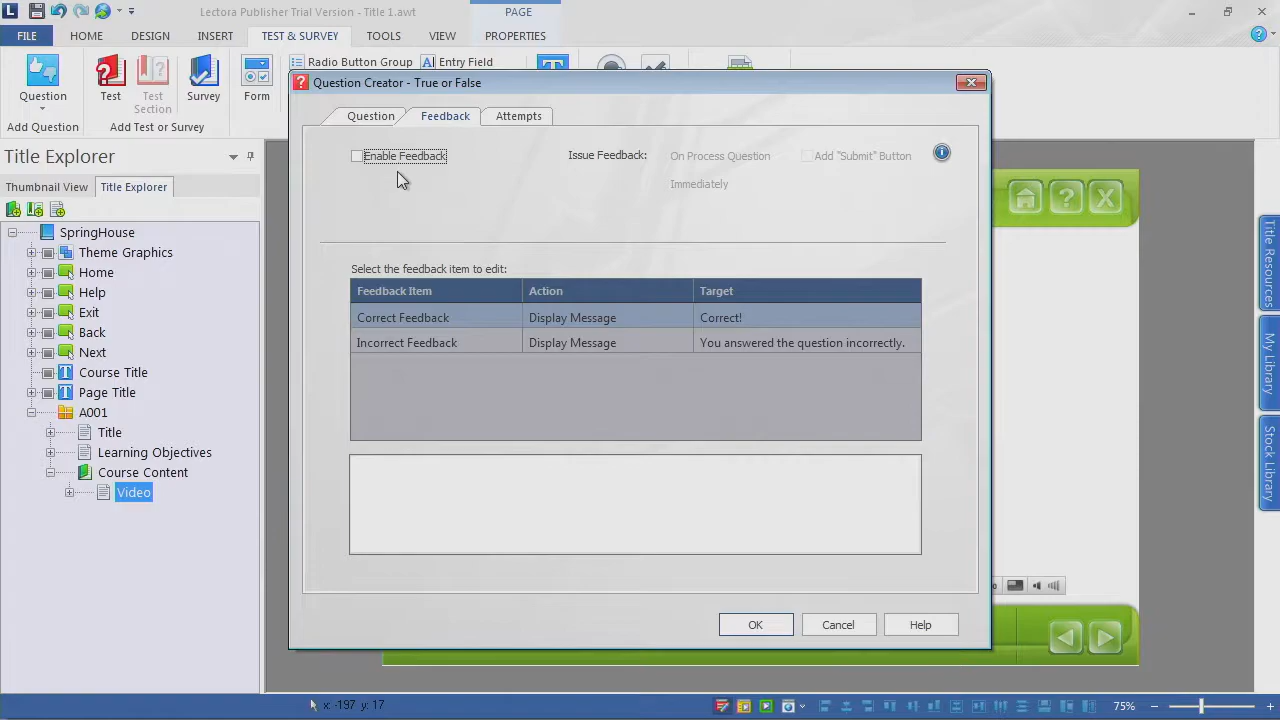 Lectora Publisher Trial Version - Title 1.awt
PAGE
FILE
HOME
DESIGN
INSERT
TEST & SURVEY
TOOLS
VIEW
PROPERTIES
Question
Test
Test Section
Survey
Form
Radio Button Group
Entry Field
Add Question
Add Test or Survey
Question Creator - True or False
Question
Feedback
Attempts
Enable Feedback
Issue Feedback:
On Process Question
Add "Submit" Button
Immediately
Select the feedback item to edit:
Feedback Item Action Target
Correct Feedback Display Message Correct!
Incorrect Feedback Display Message You answered the question incorrectly.
OK
Cancel
Help
Title Explorer
Thumbnail View
Title Explorer
SpringHouse
Theme Graphics
Home
Help
Exit
Back
Next
Course Title
Page Title
A001
Title
Learning Objectives
Course Content
Video
Title Resources
My Library
Stock Library
x: -197 y: 17
75%